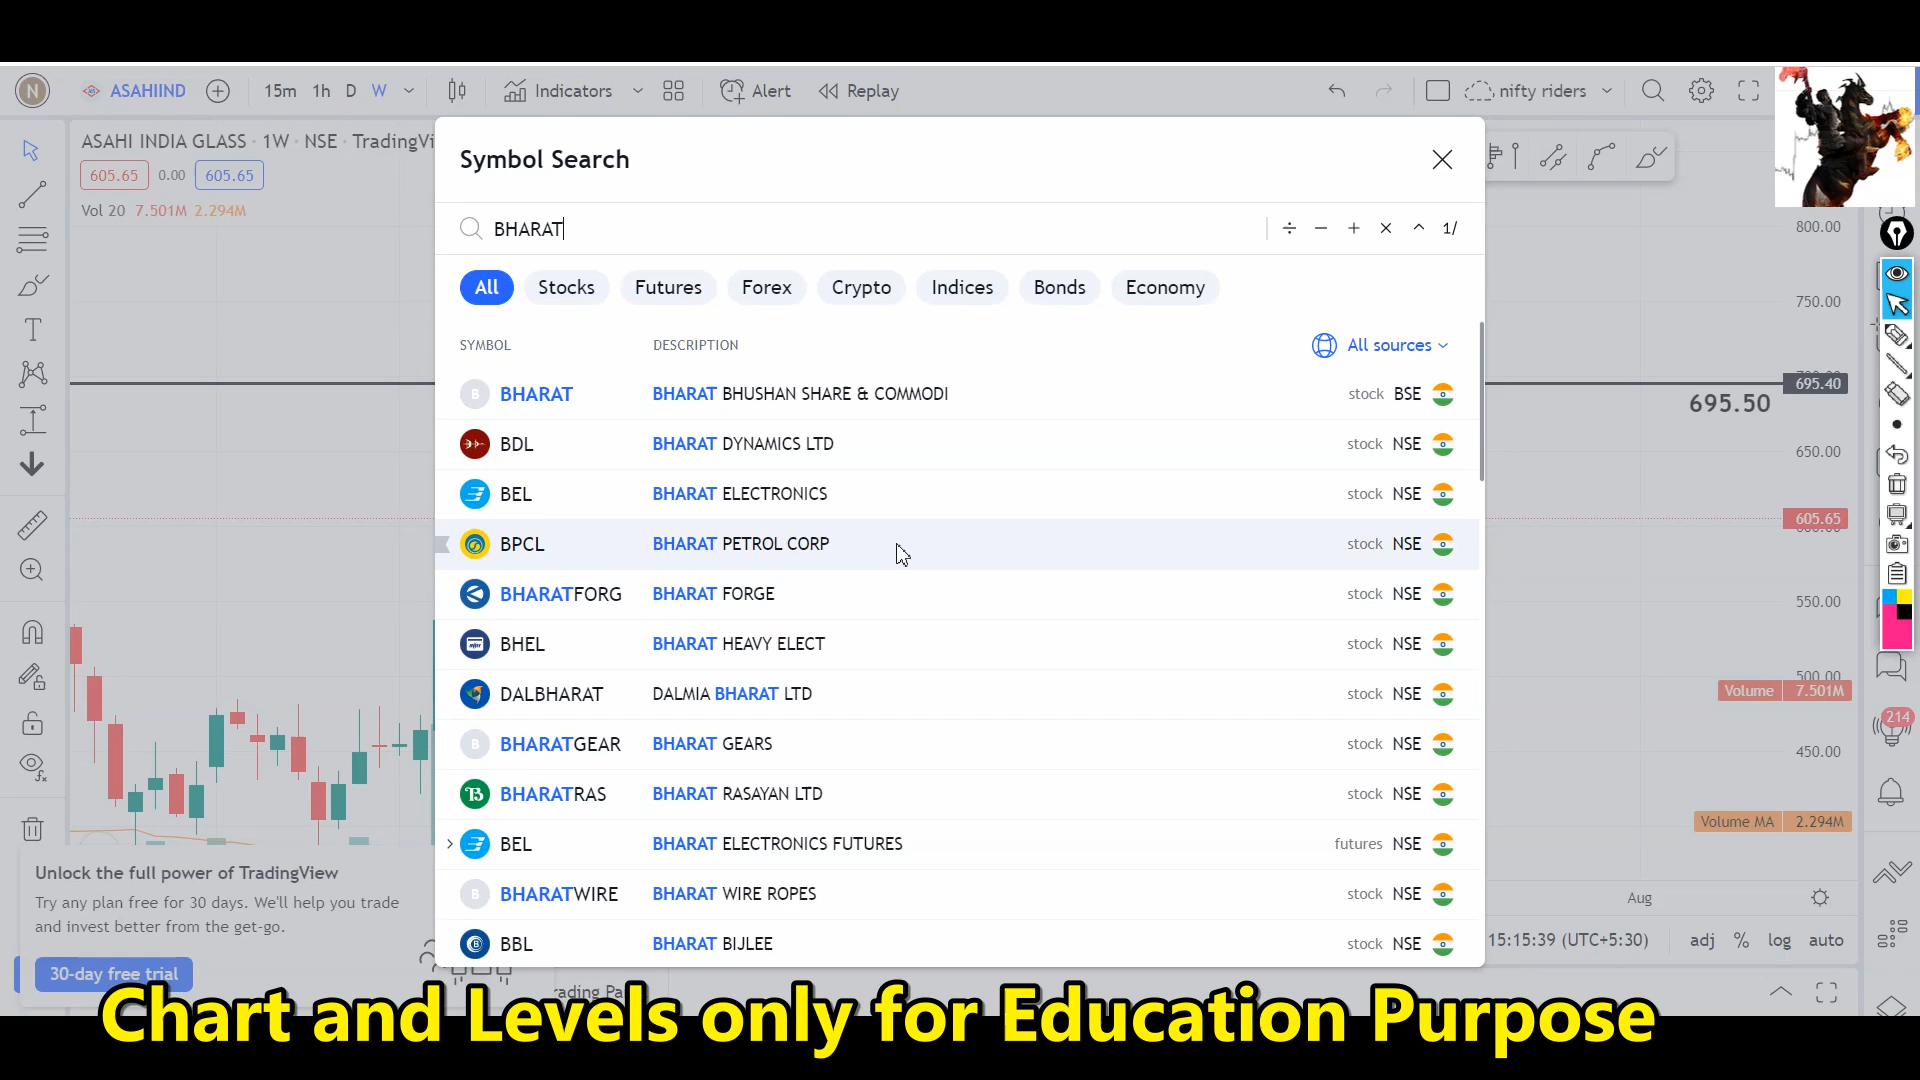 N
ASAHIIND
15m 1h D W
Indicators
Alert
Replay
nifty riders
ASAHI INDIA GLASS · 1W · NSE · TradingVi
605.65 0.00 605.65
Vol 20 7.501M 2.294M
Symbol Search
BHARAT
÷ − + × ^ 1/
All Stocks Futures Forex Crypto Indices Bonds Economy
SYMBOL DESCRIPTION All sources
B BHARAT BHARAT BHUSHAN SHARE & COMMODI stock BSE
BDL BHARAT DYNAMICS LTD stock NSE
BEL BHARAT ELECTRONICS stock NSE
BPCL BHARAT PETROL CORP stock NSE
BHARATFORG BHARAT FORGE stock NSE
BHEL BHARAT HEAVY ELECT stock NSE
DALBHARAT DALMIA BHARAT LTD stock NSE
B BHARATGEAR BHARAT GEARS stock NSE
BHARATRAS BHARAT RASAYAN LTD stock NSE
BEL BHARAT ELECTRONICS FUTURES futures NSE
B BHARATWIRE BHARAT WIRE ROPES stock NSE
BBL BHARAT BIJLEE stock NSE
800.00
750.00
695.40
695.50
650.00
605.65
550.00
500.00
Volume 7.501M
214
450.00
Volume MA 2.294M
Aug
15:15:39 (UTC+5:30) adj % log auto
Unlock the full power of TradingView
Try any plan free for 30 days. We'll help you trade
and invest better from the get-go.
30-day free trial
rading Pa
Chart and Levels only for Education Purpose